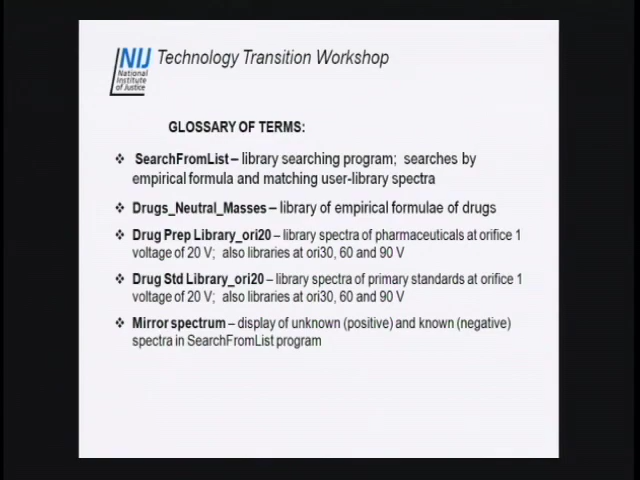 NIJ
National
Institute
of Justice
Technology Transition Workshop
GLOSSARY OF TERMS:
❖ SearchFromList – library searching program; searches by
empirical formula and matching user-library spectra
❖ Drugs_Neutral_Masses – library of empirical formulae of drugs
❖ Drug Prep Library_ori20 – library spectra of pharmaceuticals at orifice 1
voltage of 20 V; also libraries at ori30, 60 and 90 V
❖ Drug Std Library_ori20 – library spectra of primary standards at orifice 1
voltage of 20 V; also libraries at ori30, 60 and 90 V
❖ Mirror spectrum – display of unknown (positive) and known (negative)
spectra in SearchFromList program